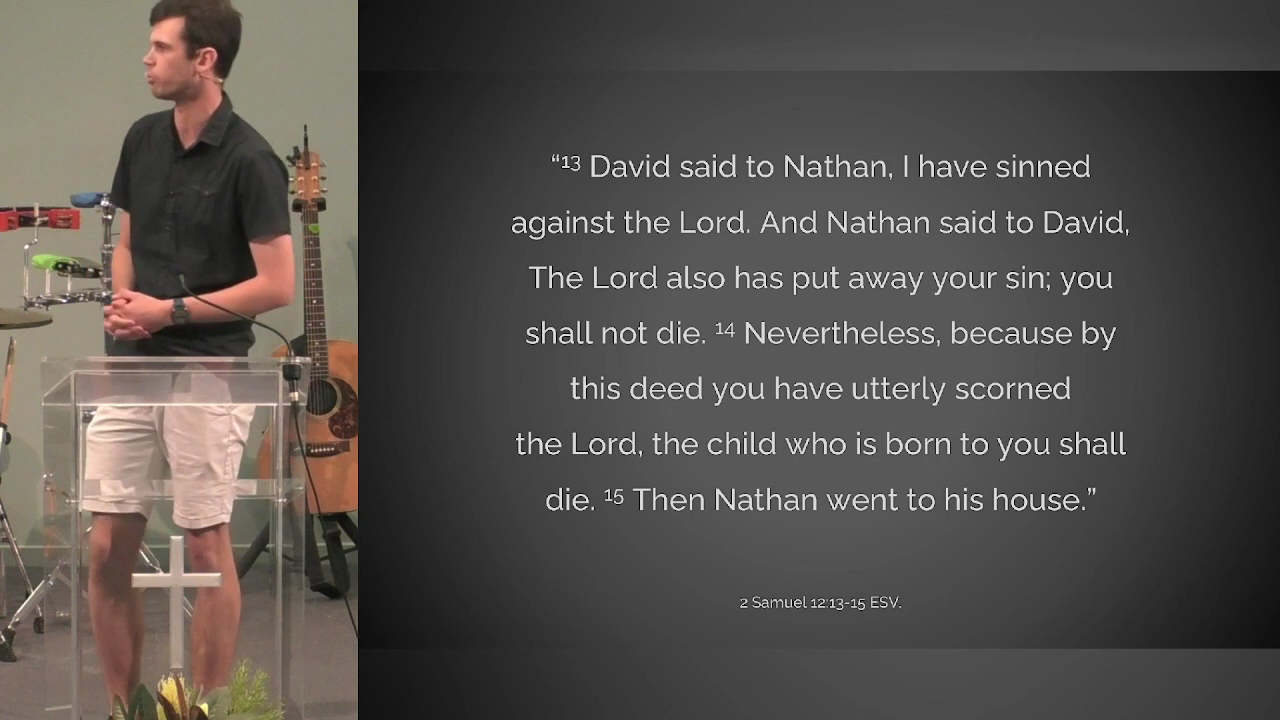 “¹³ David said to Nathan, I have sinned
against the Lord. And Nathan said to David,
The Lord also has put away your sin; you
shall not die. ¹⁴ Nevertheless, because by
this deed you have utterly scorned
the Lord, the child who is born to you shall
die. ¹⁵ Then Nathan went to his house.”
2 Samuel 12:13-15 ESV.